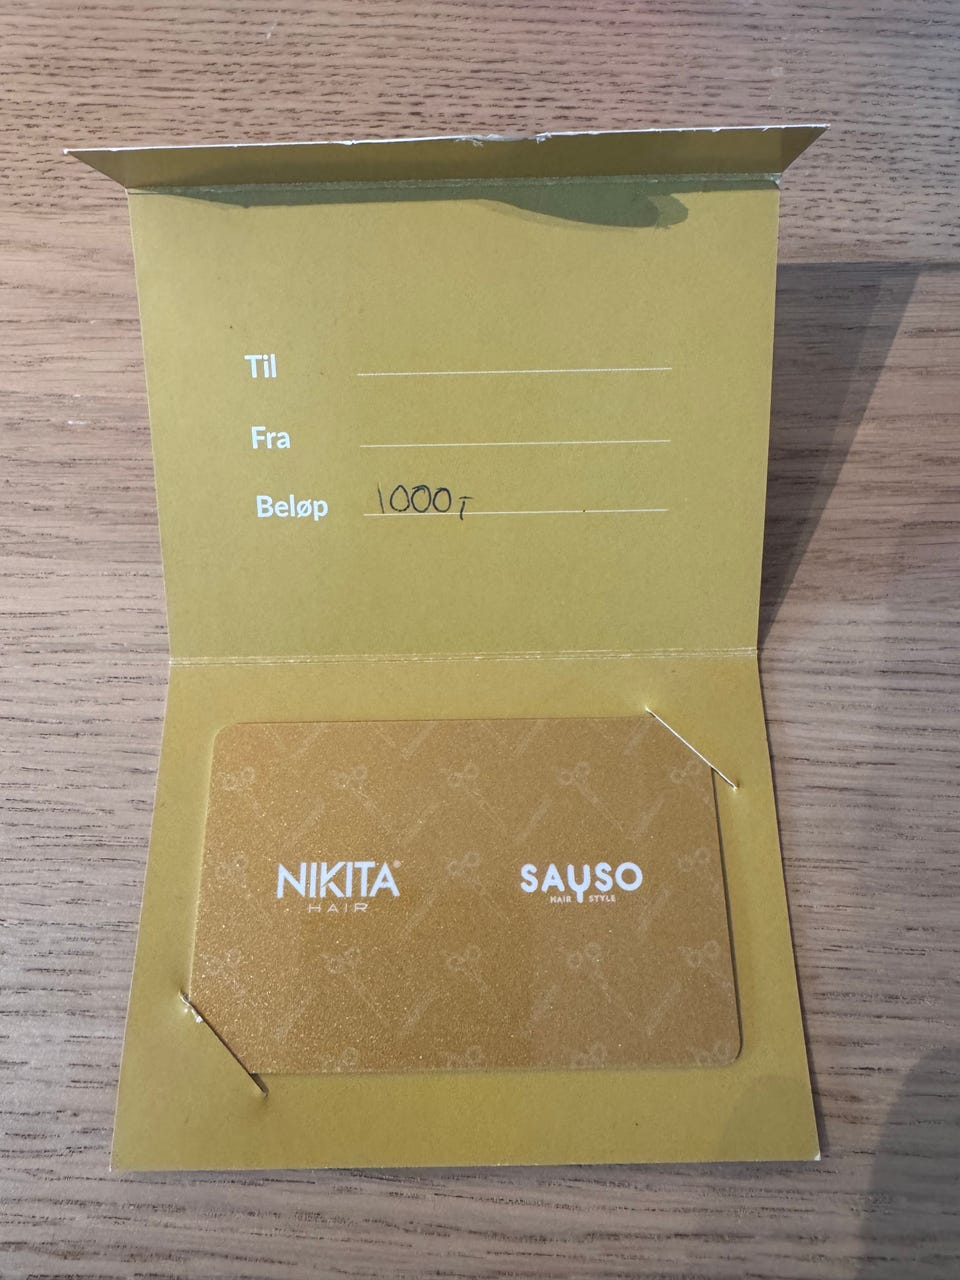 Til
Fra
Beløp 1000,-
NIKITA® SAYSO
HAIR HAIR STYLE